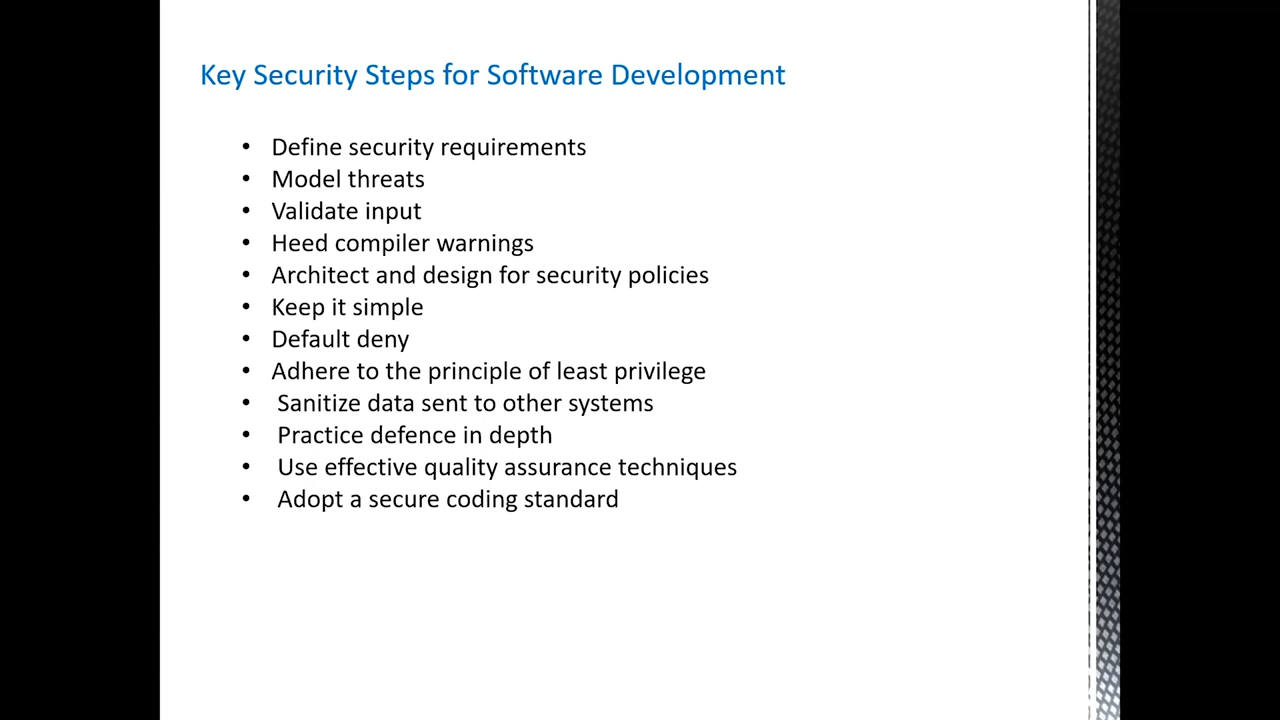 Key Security Steps for Software Development
• Define security requirements
• Model threats
• Validate input
• Heed compiler warnings
• Architect and design for security policies
• Keep it simple
• Default deny
• Adhere to the principle of least privilege
• Sanitize data sent to other systems
• Practice defence in depth
• Use effective quality assurance techniques
• Adopt a secure coding standard